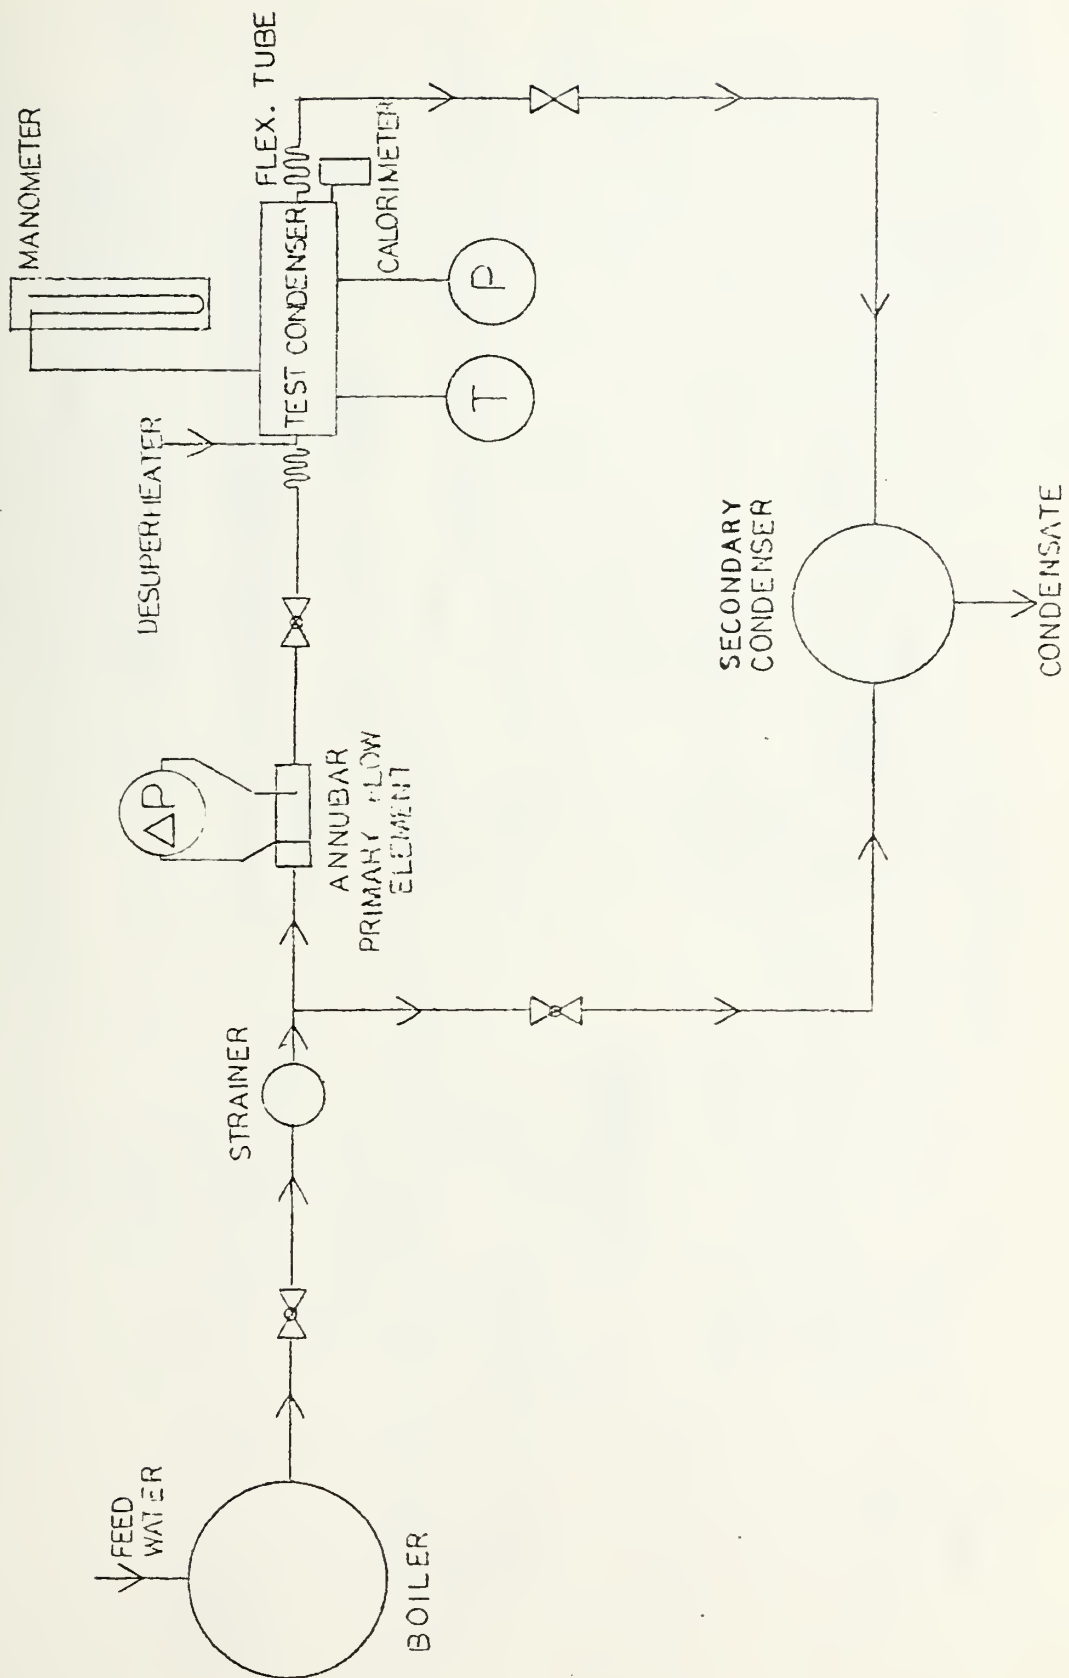 FEED
WATER
BOILER
STRAINER
ΔP
ANNUBAR
PRIMARY FLOW
ELEMENT
DESUPERHEATER
MANOMETER
TEST CONDENSER
FLEX. TUBE
CALORIMETER
T
P
SECONDARY
CONDENSER
CONDENSATE